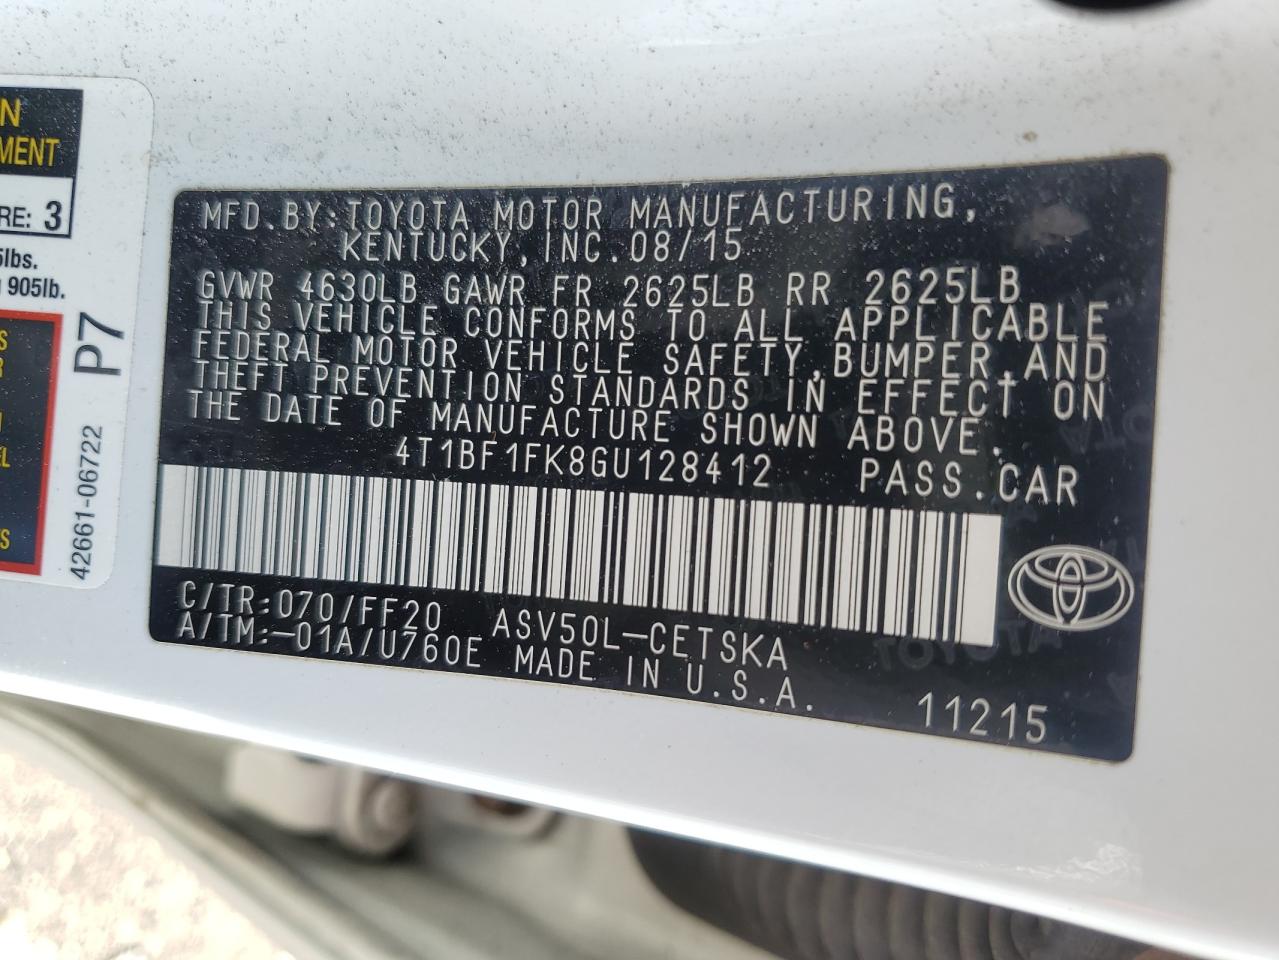 N
MENT
RE: 3
5lbs.
905lb.
P7
42661-06722
MFD.BY:TOYOTA MOTOR MANUFACTURING,
KENTUCKY,INC.08/15
GVWR 4630LB GAWR FR 2625LB RR 2625LB
THIS VEHICLE CONFORMS TO ALL APPLICABLE
FEDERAL MOTOR VEHICLE SAFETY,BUMPER,AND
THEFT PREVENTION STANDARDS IN EFFECT ON
THE DATE OF MANUFACTURE SHOWN ABOVE.
4T1BF1FK8GU128412 PASS.CAR
C/TR:070/FF20 ASV50L-CETSKA
A/TM:-01A/U760E MADE IN U.S.A.
11215